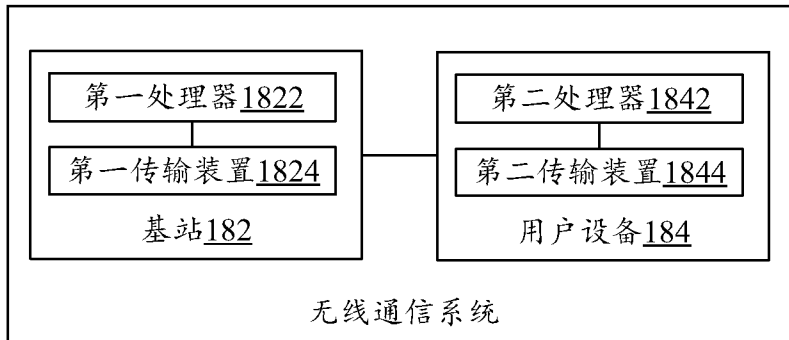 第一处理器1822
第一传输装置1824
基站182
第二处理器1842
第二传输装置1844
用户设备184
无线通信系统